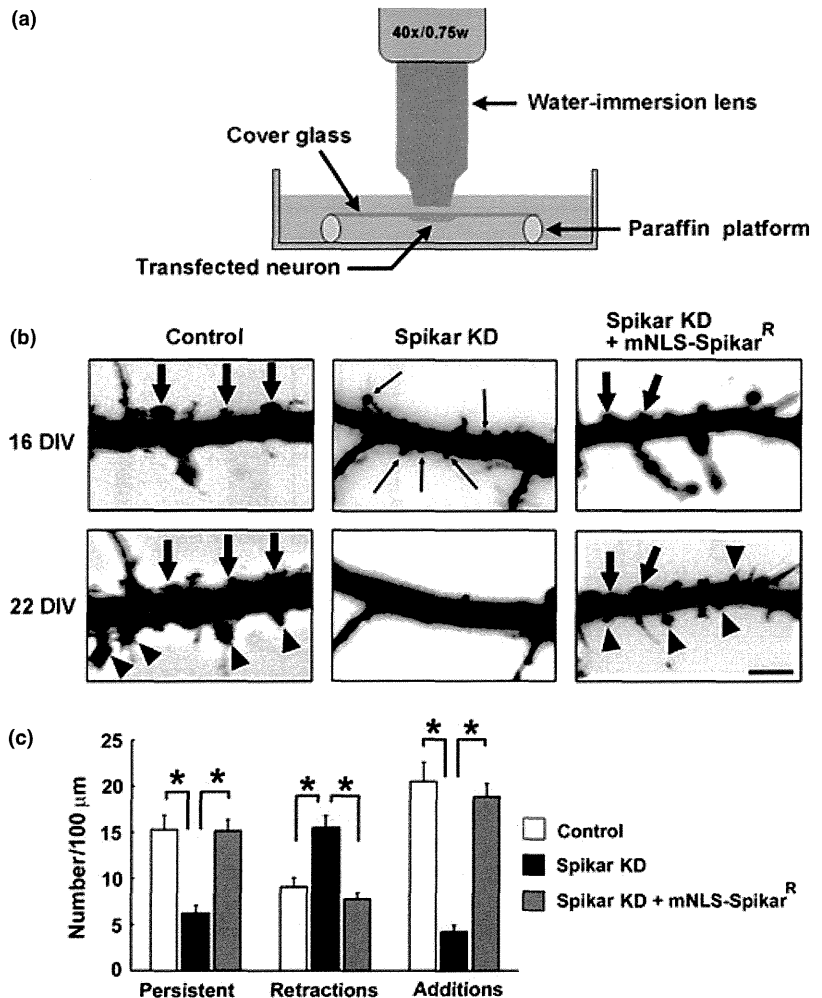 (a)
40x/0.75w
Water-immersion lens
Cover glass
Paraffin platform
Transfected neuron
(b)
Control
Spikar KD
Spikar KD
+ mNLS-Spikar^R
16 DIV
22 DIV
(c)
Number/100 µm
25
20
15
10
5
0
* *
* *
* *
Persistent
Retractions
Additions
Control
Spikar KD
Spikar KD + mNLS-Spikar^R